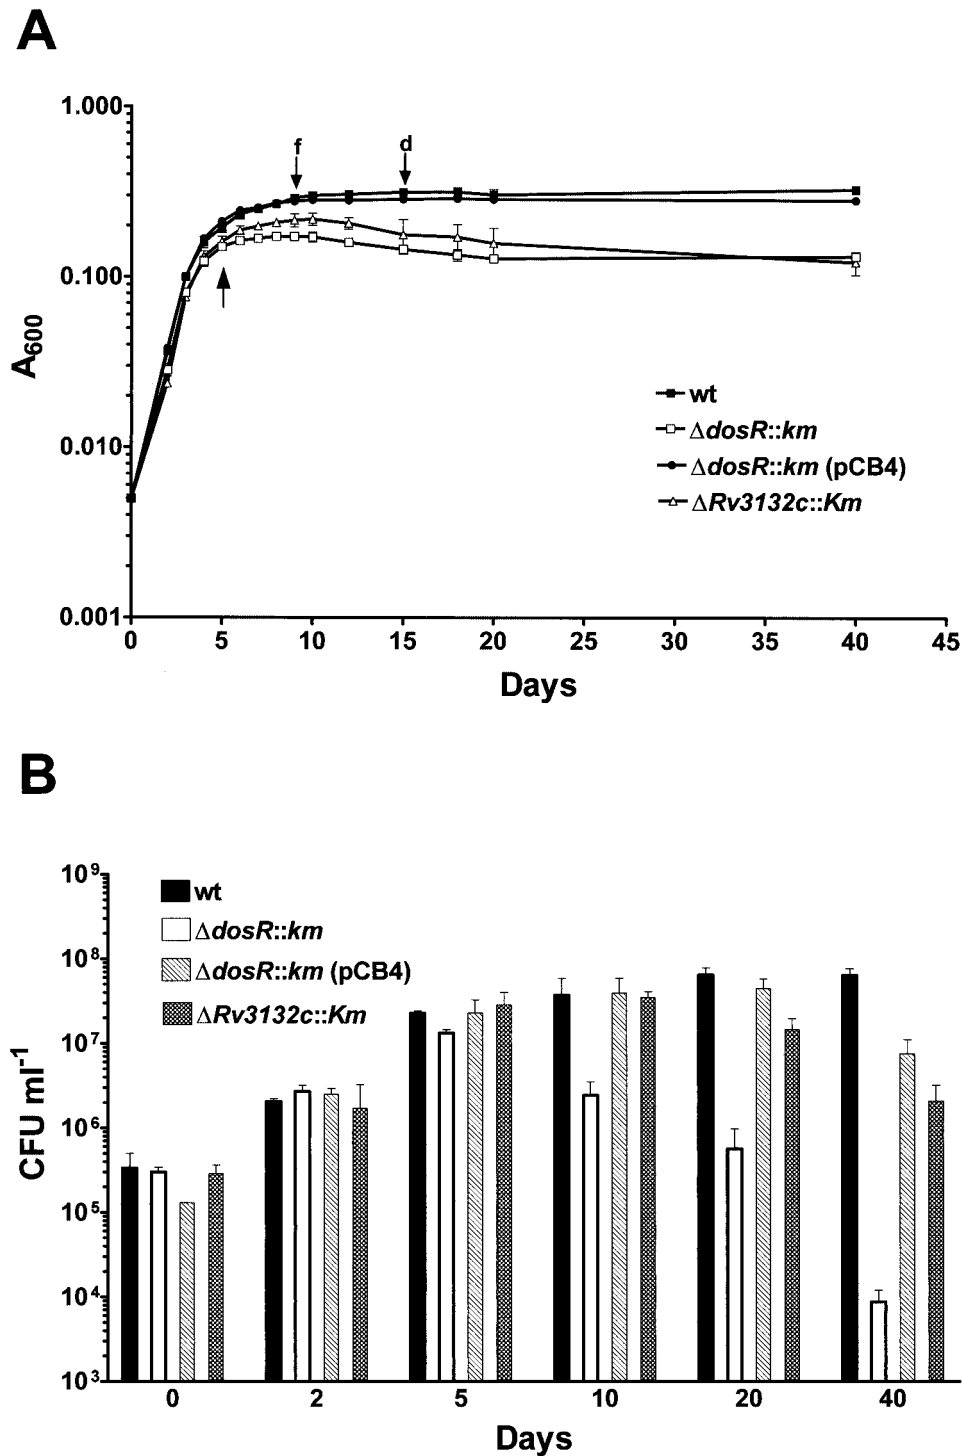 A
1.000
0.100
0.010
0.001
A600
f
d
wt
ΔdosR::km
ΔdosR::km (pCB4)
ΔRv3132c::Km
0 5 10 15 20 25 30 35 40 45
Days
B
10⁹
10⁸
10⁷
10⁶
10⁵
10⁴
10³
CFU ml⁻¹
wt
ΔdosR::km
ΔdosR::km (pCB4)
ΔRv3132c::Km
0 2 5 10 20 40
Days